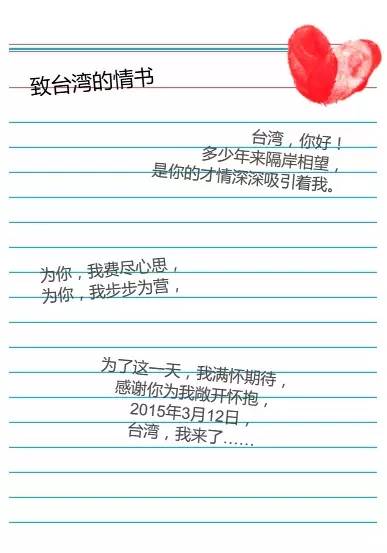 致台湾的情书
台湾，你好！
多少年来隔岸相望，
是你的才情深深吸引着我。
为你，我费尽心思，
为你，我步步为营，
为了这一天，我满怀期待，
感谢你为我敞开怀抱，
2015年3月12日，
台湾，我来了……